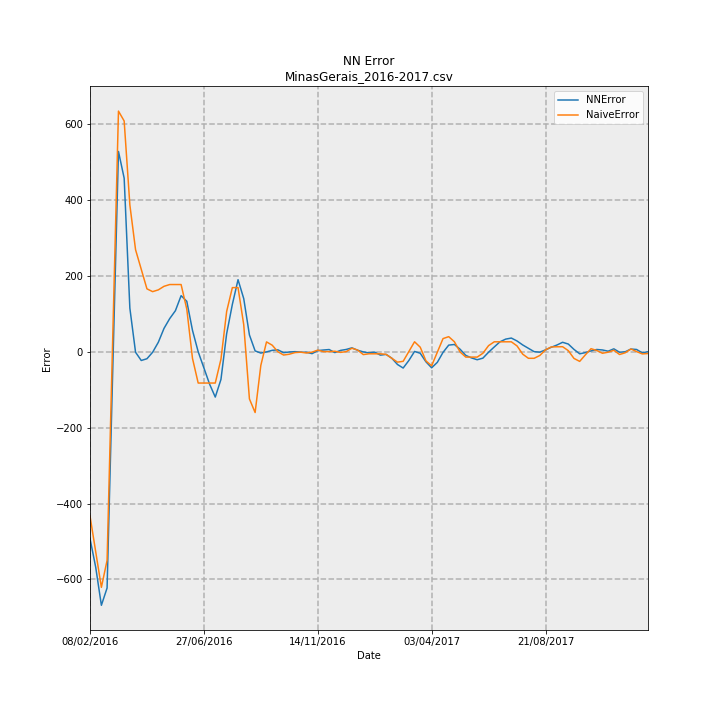 NN Error
MinasGerais_2016-2017.csv
NNError
NaiveError
600
400
200
0
−200
−400
−600
Error
08/02/2016 27/06/2016 14/11/2016 03/04/2017 21/08/2017
Date